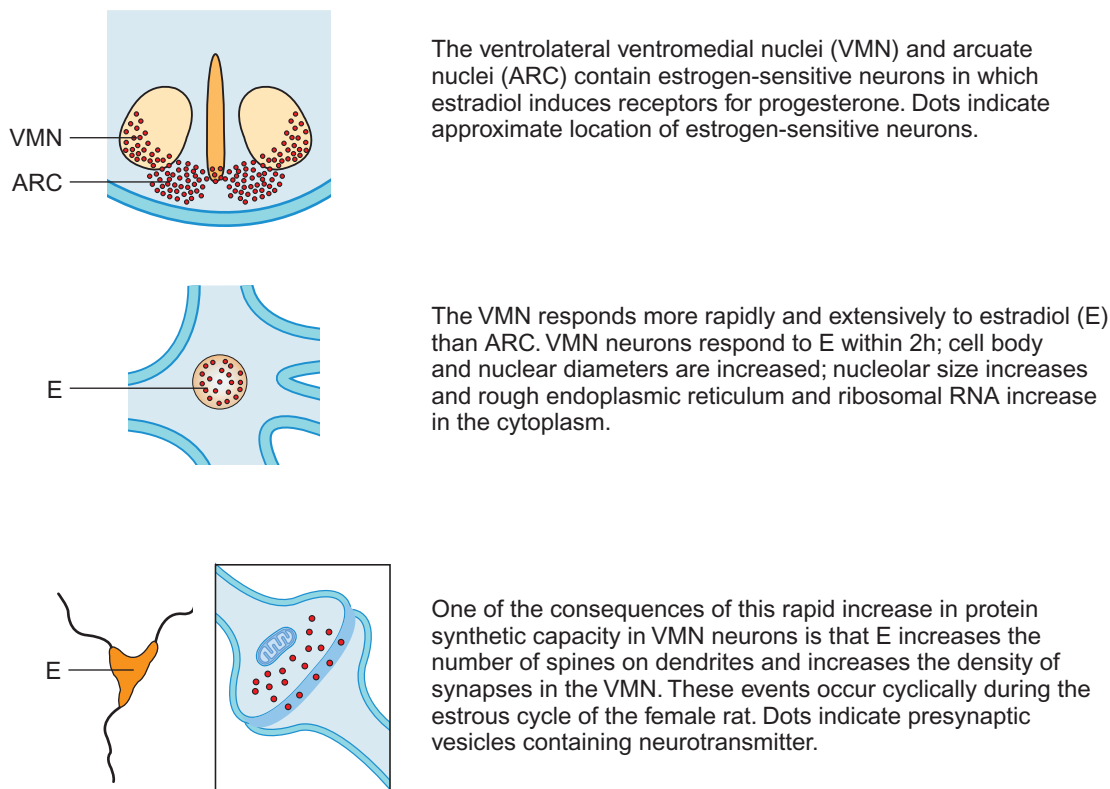 VMN
ARC
The ventrolateral ventromedial nuclei (VMN) and arcuate
nuclei (ARC) contain estrogen-sensitive neurons in which
estradiol induces receptors for progesterone. Dots indicate
approximate location of estrogen-sensitive neurons.
E
The VMN responds more rapidly and extensively to estradiol (E)
than ARC. VMN neurons respond to E within 2h; cell body
and nuclear diameters are increased; nucleolar size increases
and rough endoplasmic reticulum and ribosomal RNA increase
in the cytoplasm.
E
One of the consequences of this rapid increase in protein
synthetic capacity in VMN neurons is that E increases the
number of spines on dendrites and increases the density of
synapses in the VMN. These events occur cyclically during the
estrous cycle of the female rat. Dots indicate presynaptic
vesicles containing neurotransmitter.